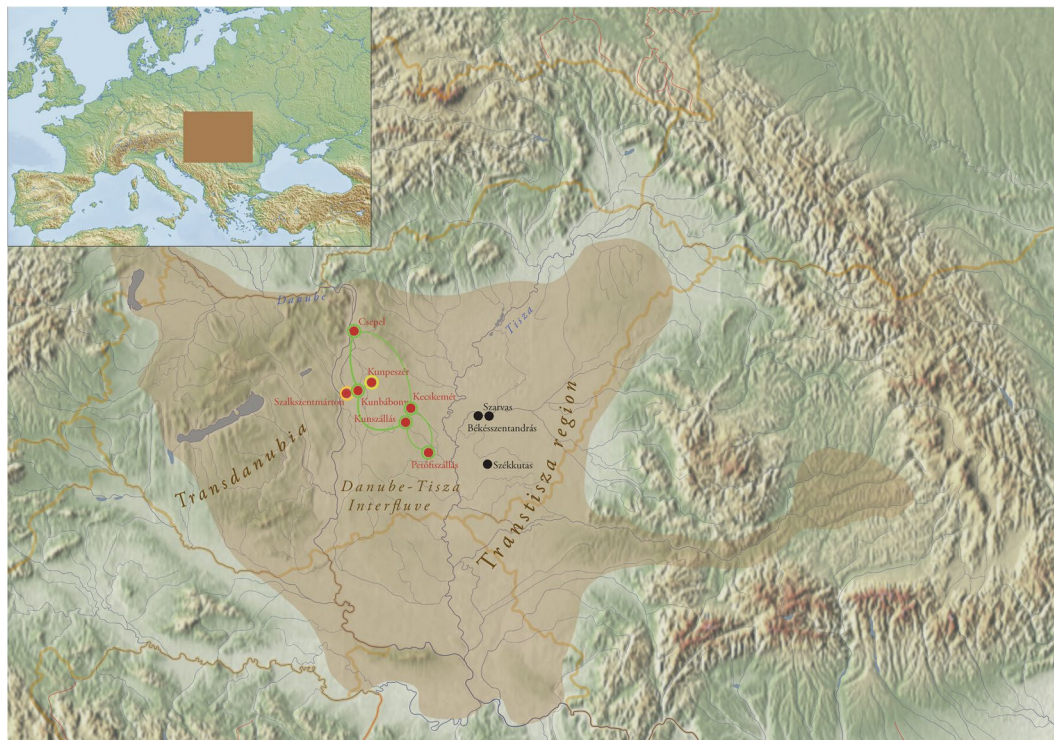 Danube
Tisza
Csepel
Kunpeszér
Szalkszentmárton
Kunbábony
Kecskemét
Kunszállás
Petőfiszállás
Szarvas
Békésszentandrás
Székkutas
Transdanubia
Danube-Tisza
Interfluve
Transtisza region